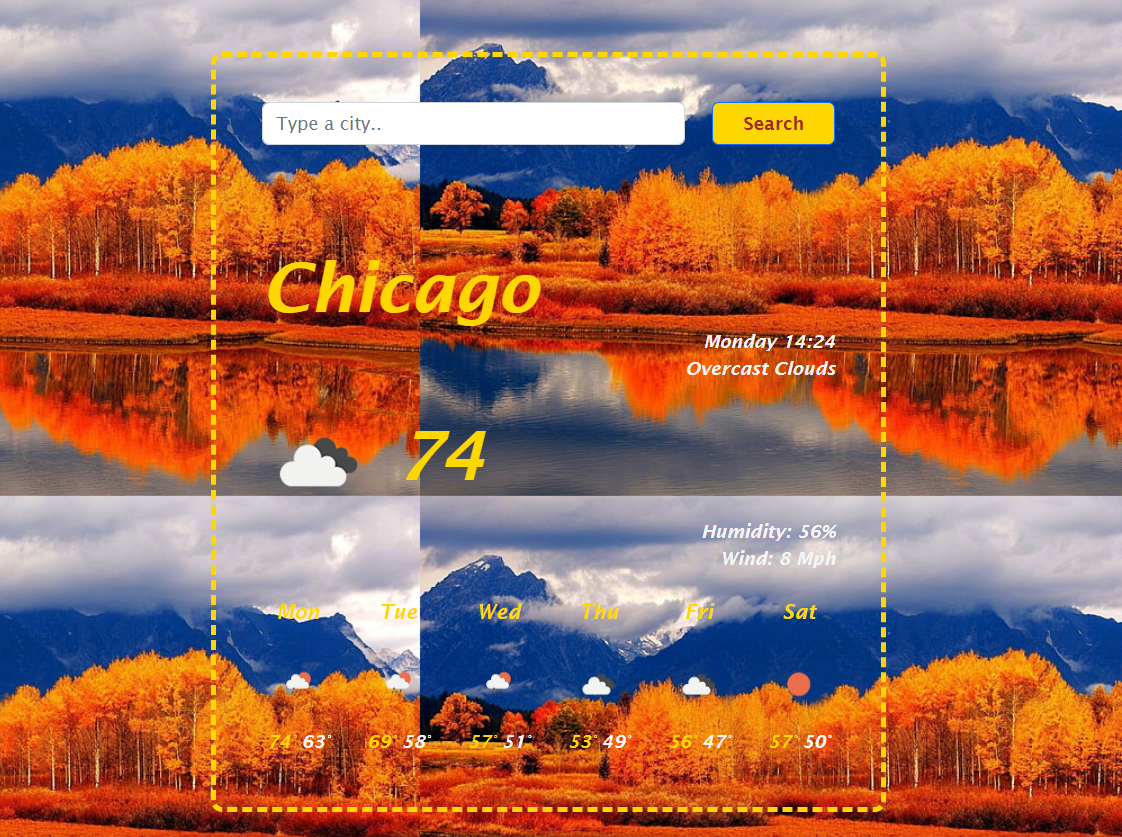 Type a city..
Search
Chicago
Monday 14:24
Overcast Clouds
74
Humidity: 56%
Wind: 8 Mph
Mon Tue Wed Thu Fri Sat
74° 63° 69° 58° 57° 51° 53° 49° 56° 47° 57° 50°